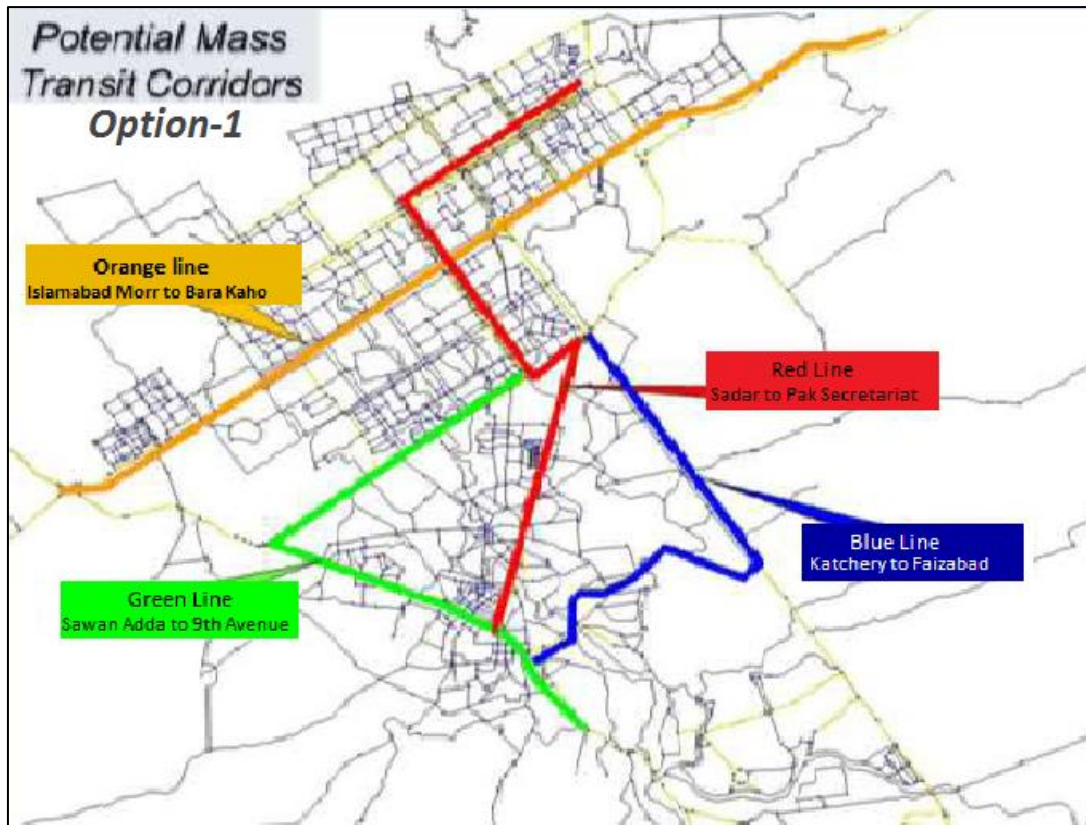 Potential Mass
Transit Corridors
Option-1
Orange line
Islamabad Morr to Bara Kaho
Red Line
Sadar to Pak Secretariat
Blue Line
Katchery to Faizabad
Green Line
Sawan Adda to 9th Avenue